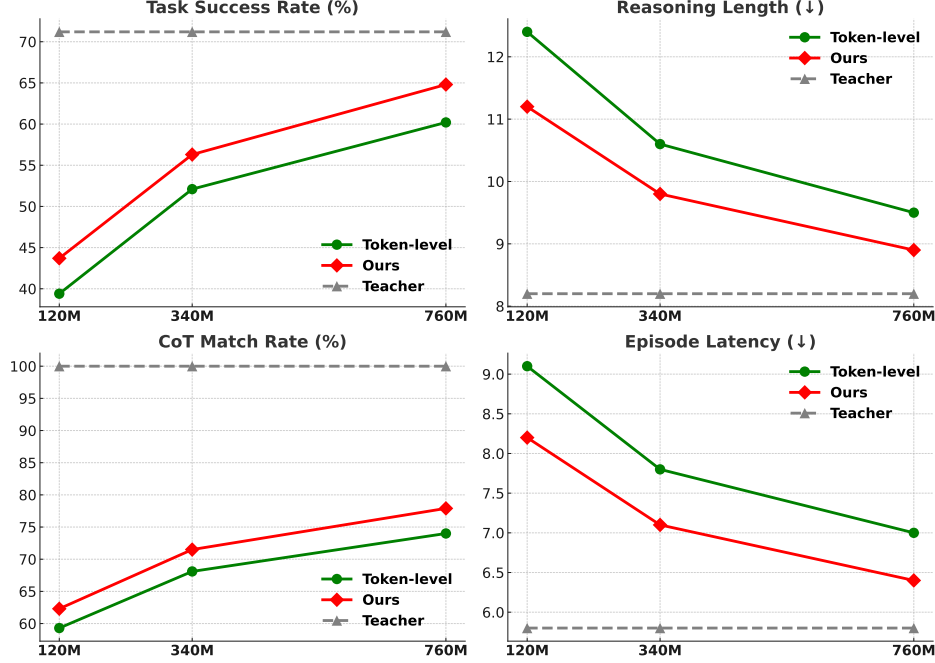 Task Success Rate (%)
70
65
60
55
50
45
40
120M
340M
760M
Token-level
Ours
Teacher
Reasoning Length (↓)
12
11
10
9
8
120M
340M
760M
Token-level
Ours
Teacher
CoT Match Rate (%)
100
95
90
85
80
75
70
65
60
120M
340M
760M
Token-level
Ours
Teacher
Episode Latency (↓)
9.0
8.5
8.0
7.5
7.0
6.5
6.0
120M
340M
760M
Token-level
Ours
Teacher